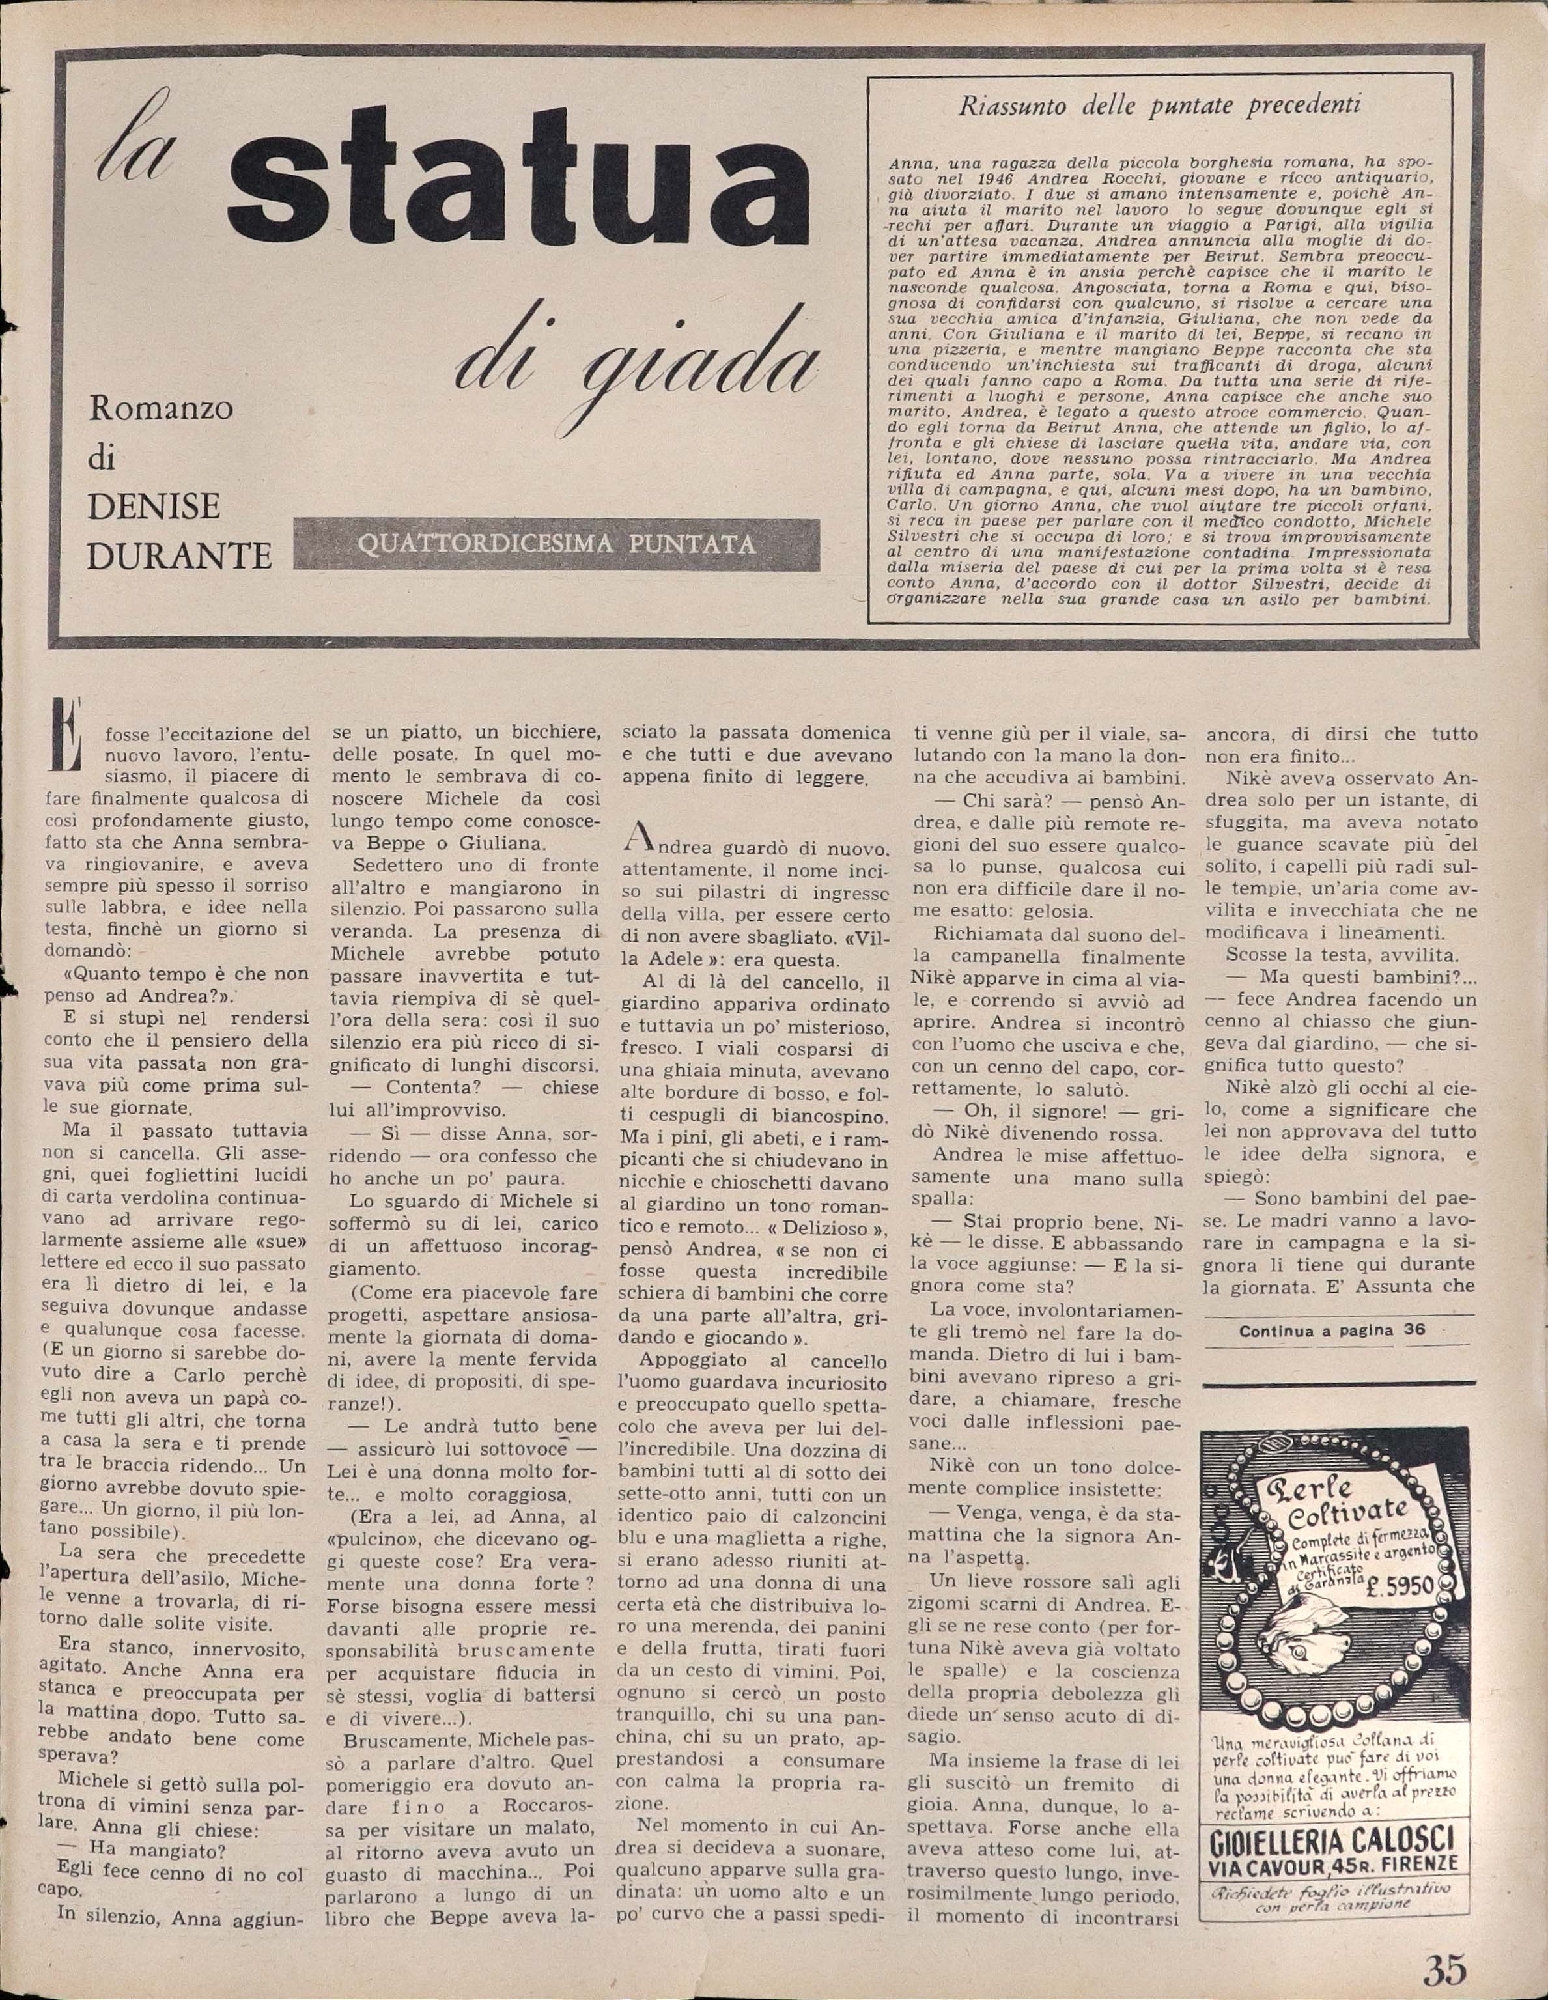 la statua
di giada
Romanzo
di
DENISE
DURANTE
QUATTORDICESIMA PUNTATA
Riassunto delle puntate precedenti
Anna, una ragazza della piccola borghesia romana, ha spo-
sato nel 1946 Andrea Rocchi, giovane e ricco antiquario,
già divorziato. I due si amano intensamente e, poichè An-
na aiuta il marito nel lavoro lo segue dovunque egli si
rechi per affari. Durante un viaggio a Parigi, alla vigilia
di un'attesa vacanza, Andrea annuncia alla moglie di do-
ver partire immediatamente per Beirut. Sembra preoccu-
pato ed Anna è in ansia perchè capisce che il marito le
nasconde qualcosa. Angosciata, torna a Roma e qui, biso-
gnosa di confidarsi con qualcuno, si risolve a cercare una
sua vecchia amica d'infanzia, Giuliana, che non vede da
anni. Con Giuliana e il marito di lei, Beppe, si recano in
una pizzeria, e mentre mangiano Beppe racconta che sta
conducendo un'inchiesta sui trafficanti di droga, alcuni
dei quali fanno capo a Roma. Da tutta una serie di rife-
rimenti a luoghi e persone, Anna capisce che anche suo
marito, Andrea, è legato a questo atroce commercio. Quan-
do egli torna da Beirut Anna, che attende un figlio, lo af-
fronta e gli chiese di lasciare quella vita, andare via, con
lei, lontano, dove nessuno possa rintracciarlo. Ma Andrea
rifiuta ed Anna parte, sola. Va a vivere in una vecchia
villa di campagna, e qui, alcuni mesi dopo, ha un bambino,
Carlo. Un giorno Anna, che vuol aiutare tre piccoli orfani,
si reca in paese per parlare con il medico condotto, Michele
Silvestri che si occupa di loro; e si trova improvvisamente
al centro di una manifestazione contadina. Impressionata
dalla miseria del paese di cui per la prima volta si è resa
conto Anna, d'accordo con il dottor Silvestri, decide di
organizzare nella sua grande casa un asilo per bambini.
E fosse l'eccitazione del
nuovo lavoro, l'entu-
siasmo, il piacere di
fare finalmente qualcosa di
così profondamente giusto,
fatto sta che Anna sembra-
va ringiovanire, e aveva
sempre più spesso il sorriso
sulle labbra, e idee nella
testa, finchè un giorno si
domandò:
«Quanto tempo è che non
penso ad Andrea?».
E si stupì nel rendersi
conto che il pensiero della
sua vita passata non gra-
vava più come prima sul-
le sue giornate.
Ma il passato tuttavia
non si cancella. Gli asse-
gni, quei fogliettini lucidi
di carta verdolina continua-
vano ad arrivare rego-
larmente assieme alle «sue»
lettere ed ecco il suo passato
era lì dietro di lei, e la
seguiva dovunque andasse
e qualunque cosa facesse.
(E un giorno si sarebbe do-
vuto dire a Carlo perchè
egli non aveva un papà co-
me tutti gli altri, che torna
a casa la sera e ti prende
tra le braccia ridendo... Un
giorno avrebbe dovuto spie-
gare... Un giorno, il più lon-
tano possibile).
La sera che precedette
l'apertura dell'asilo, Miche-
le venne a trovarla, di ri-
torno dalle solite visite.
Era stanco, innervosito,
agitato. Anche Anna era
stanca e preoccupata per
la mattina dopo. Tutto sa-
rebbe andato bene come
sperava?
Michele si gettò sulla pol-
trona di vimini senza par-
lare. Anna gli chiese:
— Ha mangiato?
Egli fece cenno di no col
capo.
In silenzio, Anna aggiun-
se un piatto, un bicchiere,
delle posate. In quel mo-
mento le sembrava di co-
noscere Michele da così
lungo tempo come conosce-
va Beppe o Giuliana.
Sedettero uno di fronte
all'altro e mangiarono in
silenzio. Poi passarono sulla
veranda. La presenza di
Michele avrebbe potuto
passare inavvertita e tut-
tavia riempiva di sè quel-
l'ora della sera: così il suo
silenzio era più ricco di si-
gnificato di lunghi discorsi.
— Contenta? — chiese
lui all'improvviso.
— Sì — disse Anna, sor-
ridendo — ora confesso che
ho anche un po' paura.
Lo sguardo di Michele si
soffermò su di lei, carico
di un affettuoso incorag-
giamento.
(Come era piacevole fare
progetti, aspettare ansiosa-
mente la giornata di doma-
ni, avere la mente fervida
di idee, di propositi, di spe-
ranze!).
— Le andrà tutto bene
— assicurò lui sottovoce —
Lei è una donna molto for-
te... e molto coraggiosa.
(Era a lei, ad Anna, al
«pulcino», che dicevano og-
gi queste cose? Era vera-
mente una donna forte?
Forse bisogna essere messi
davanti alle proprie re-
sponsabilità bruscamente
per acquistare fiducia in
sè stessi, voglia di battersi
e di vivere...).
Bruscamente, Michele pas-
sò a parlare d'altro. Quel
pomeriggio era dovuto an-
dare fino a Roccaros-
sa per visitare un malato,
al ritorno aveva avuto un
guasto di macchina... Poi
parlarono a lungo di un
libro che Beppe aveva la-
sciato la passata domenica
e che tutti e due avevano
appena finito di leggere.
Andrea guardò di nuovo,
attentamente, il nome inci-
so sui pilastri di ingresso
della villa, per essere certo
di non avere sbagliato. «Vil-
la Adele»: era questa.
Al di là del cancello, il
giardino appariva ordinato
e tuttavia un po' misterioso,
fresco. I viali cosparsi di
una ghiaia minuta, avevano
alte bordure di bosso, e fol-
ti cespugli di biancospino.
Ma i pini, gli abeti, e i ram-
picanti che si chiudevano in
nicchie e chioschetti davano
al giardino un tono roman-
tico e remoto... « Delizioso »,
pensò Andrea, « se non ci
fosse questa incredibile
schiera di bambini che corre
da una parte all'altra, gri-
dando e giocando ».
Appoggiato al cancello
l'uomo guardava incuriosito
e preoccupato quello spetta-
colo che aveva per lui del-
l'incredibile. Una dozzina di
bambini tutti al di sotto dei
sette-otto anni, tutti con un
identico paio di calzoncini
blu e una maglietta a righe,
si erano adesso riuniti at-
torno ad una donna di una
certa età che distribuiva lo-
ro una merenda, dei panini
e della frutta, tirati fuori
da un cesto di vimini. Poi,
ognuno si cercò un posto
tranquillo, chi su una pan-
china, chi su un prato, ap-
prestandosi a consumare
con calma la propria ra-
zione.
Nel momento in cui An-
drea si decideva a suonare,
qualcuno apparve sulla gra-
dinata: un uomo alto e un
po' curvo che a passi spedi-
ti venne giù per il viale, sa-
lutando con la mano la don-
na che accudiva ai bambini.
— Chi sarà? — pensò An-
drea, e dalle più remote re-
gioni del suo essere qualco-
sa lo punse, qualcosa cui
non era difficile dare il no-
me esatto: gelosia.
Richiamata dal suono del-
la campanella finalmente
Nikè apparve in cima al via-
le, e correndo si avviò ad
aprire. Andrea si incontrò
con l'uomo che usciva e che,
con un cenno del capo, cor-
rettamente, lo salutò.
— Oh, il signore! — gri-
dò Nikè divenendo rossa.
Andrea le mise affettuo-
samente una mano sulla
spalla:
— Stai proprio bene, Ni-
kè — le disse. E abbassando
la voce aggiunse: — E la si-
gnora come sta?
La voce, involontariamen-
te gli tremò nel fare la do-
manda. Dietro di lui i bam-
bini avevano ripreso a gri-
dare, a chiamare, fresche
voci dalle inflessioni pae-
sane...
Nikè con un tono dolce-
mente complice insistette:
— Venga, venga, è da sta-
mattina che la signora An-
na l'aspetta.
Un lieve rossore salì agli
zigomi scarni di Andrea. E-
gli se ne rese conto (per for-
tuna Nikè aveva già voltato
le spalle) e la coscienza
della propria debolezza gli
diede un senso acuto di di-
sagio.
Ma insieme la frase di lei
gli suscitò un fremito di
gioia. Anna, dunque, lo a-
spettava. Forse anche ella
aveva atteso come lui, at-
traverso questo lungo, inve-
rosimilmente lungo periodo,
il momento di incontrarsi
ancora, di dirsi che tutto
non era finito...
Nikè aveva osservato An-
drea solo per un istante, di
sfuggita, ma aveva notato
le guance scavate più del
solito, i capelli più radi sul-
le tempie, un'aria come av-
vilita e invecchiata che ne
modificava i lineamenti.
Scosse la testa, avvilita.
— Ma questi bambini?...
— fece Andrea facendo un
cenno al chiasso che giun-
geva dal giardino, — che si-
gnifica tutto questo?
Nikè alzò gli occhi al cie-
lo, come a significare che
lei non approvava del tutto
le idee della signora, e
spiegò:
— Sono bambini del pae-
se. Le madri vanno a lavo-
rare in campagna e la si-
gnora li tiene qui durante
la giornata. E' Assunta che
Continua a pagina 36
Perle
Coltivate
Complete di fermezza
in Marcassite e argento
Certificato
di Garanzia £.5950
Una meravigliosa Collana di
perle coltivate può fare di voi
una donna elegante. Vi offriamo
la possibilità di averla al prezzo
reclame scrivendo a:
GIOIELLERIA CALOSCI
VIA CAVOUR, 45R. FIRENZE
Richiedete foglio illustrativo
con perla campione
35